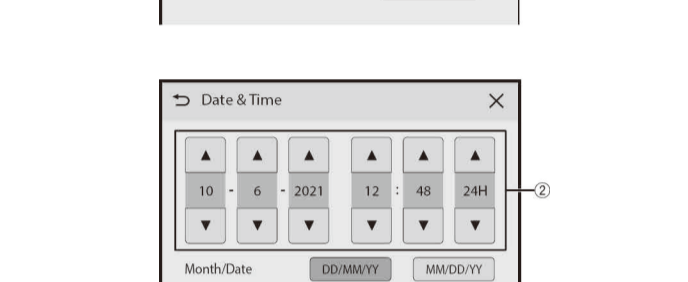 Date & Time
10 - 6 - 2021 12 : 48 24H
②
Month/Date DD/MM/YY MM/DD/YY